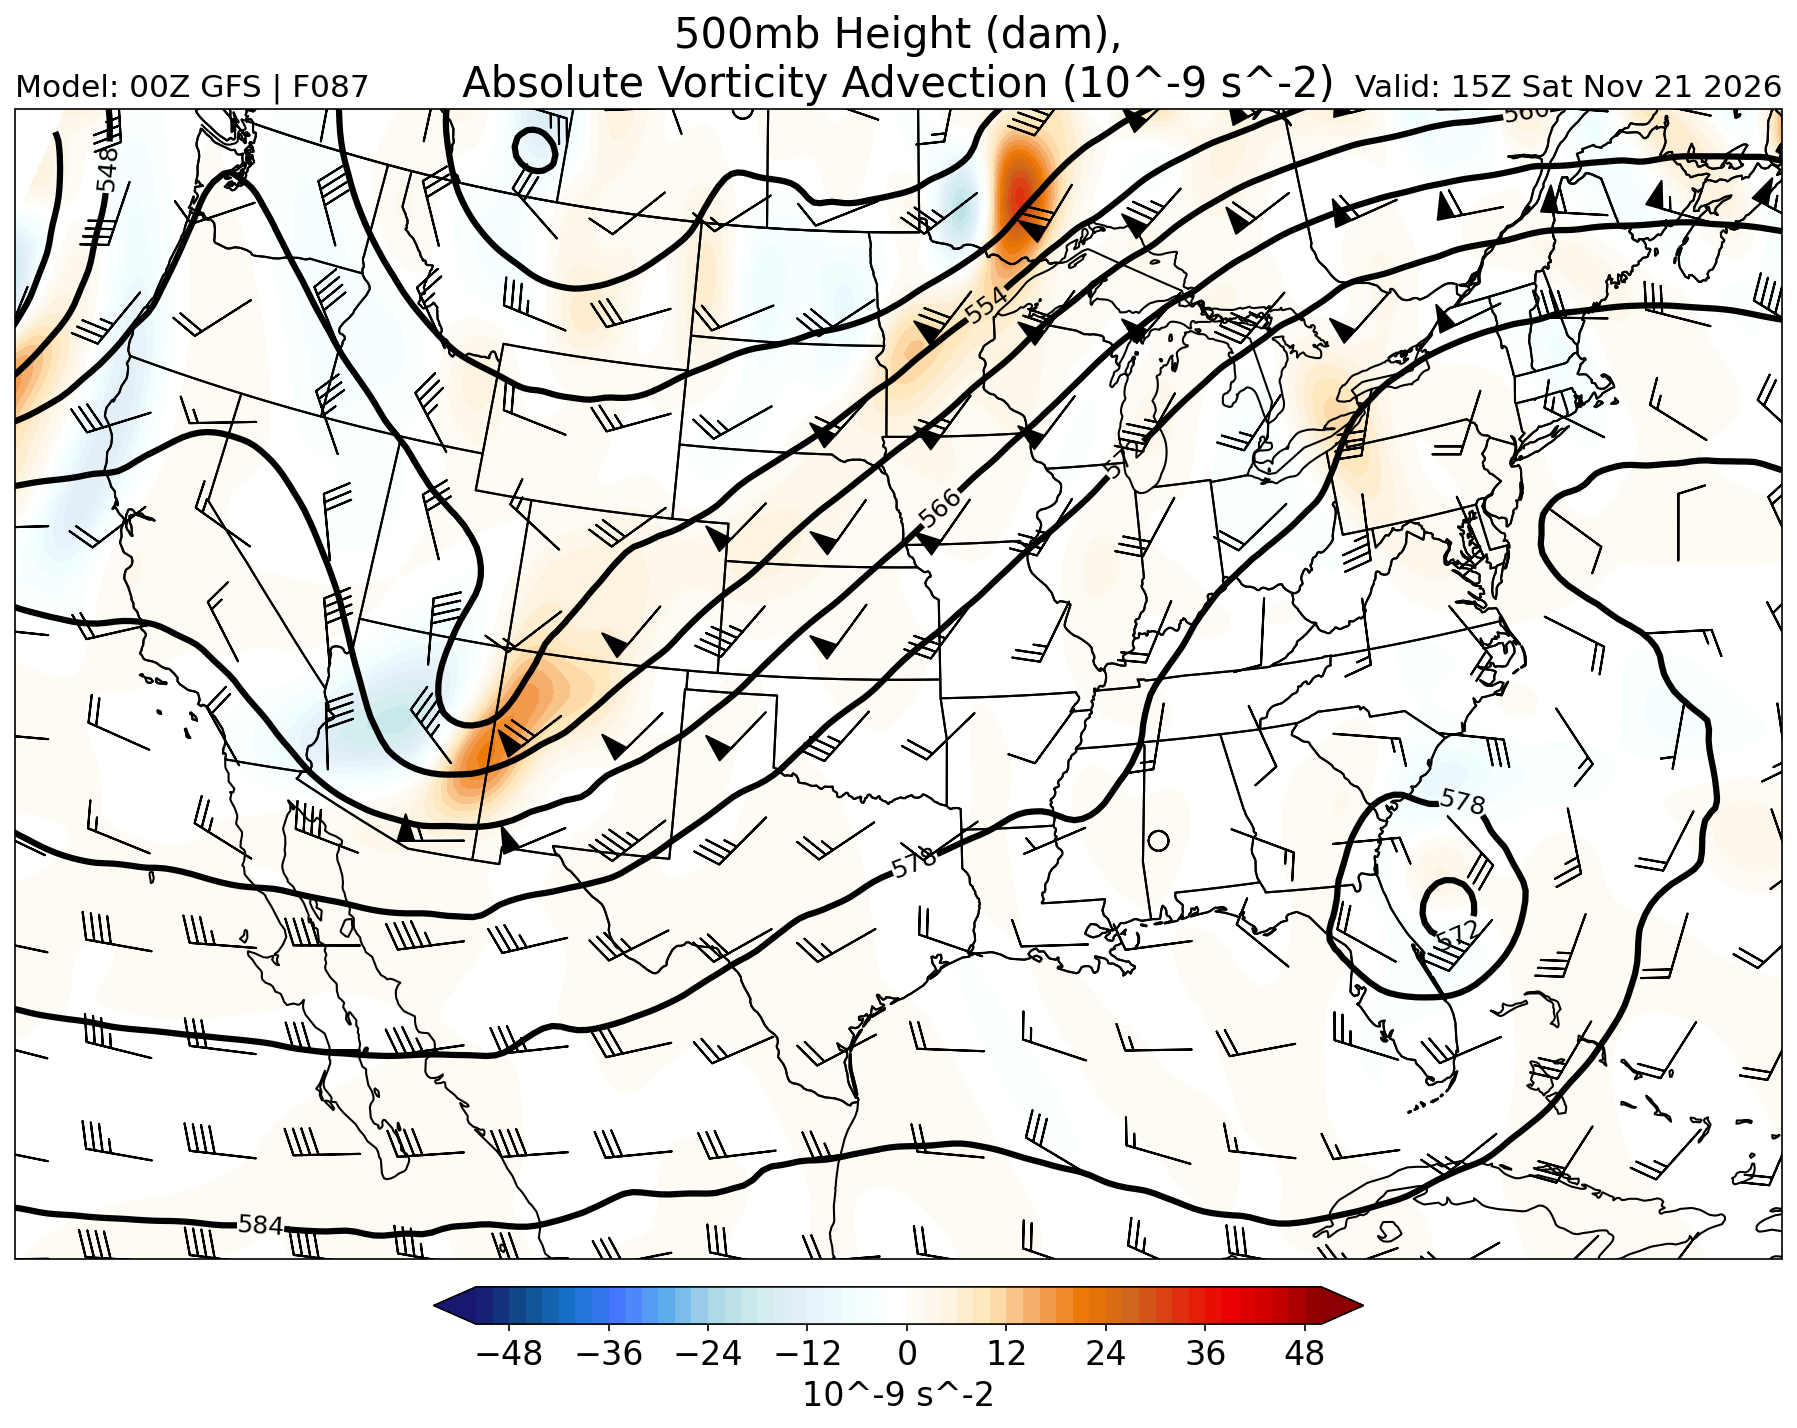 500mb Height (dam),
Model: 00Z GFS | F087
Absolute Vorticity Advection (10^-9 s^-2)
Valid: 15Z Sat Nov 21 2026
548
560
554
566
572
578
578
572
584
−48 −36 −24 −12 0 12 24 36 48
10^-9 s^-2